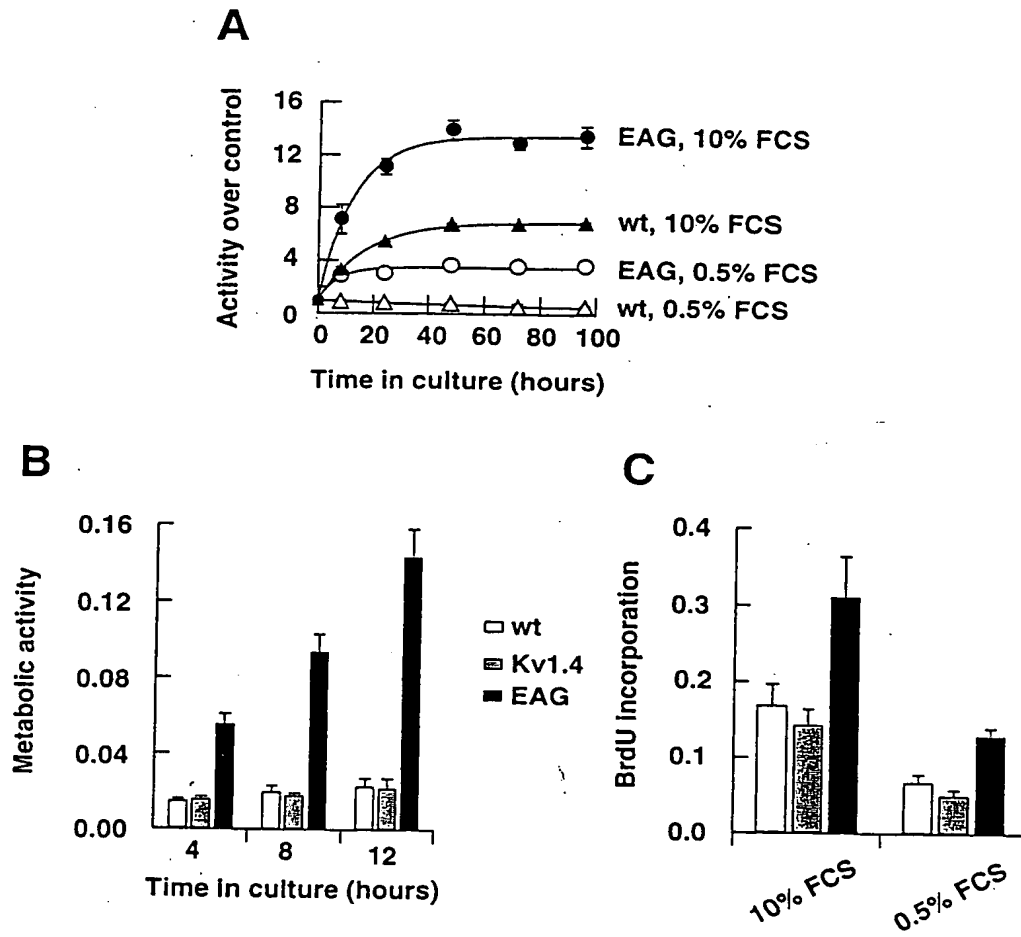 A
Activity over control
16
12
8
4
0
EAG, 10% FCS
wt, 10% FCS
EAG, 0.5% FCS
wt, 0.5% FCS
0 20 40 60 80 100
Time in culture (hours)
B
Metabolic activity
0.16
0.12
0.08
0.04
0.00
4 8 12
Time in culture (hours)
wt
Kv1.4
EAG
C
BrdU incorporation
0.4
0.3
0.2
0.1
0.0
10% FCS
0.5% FCS